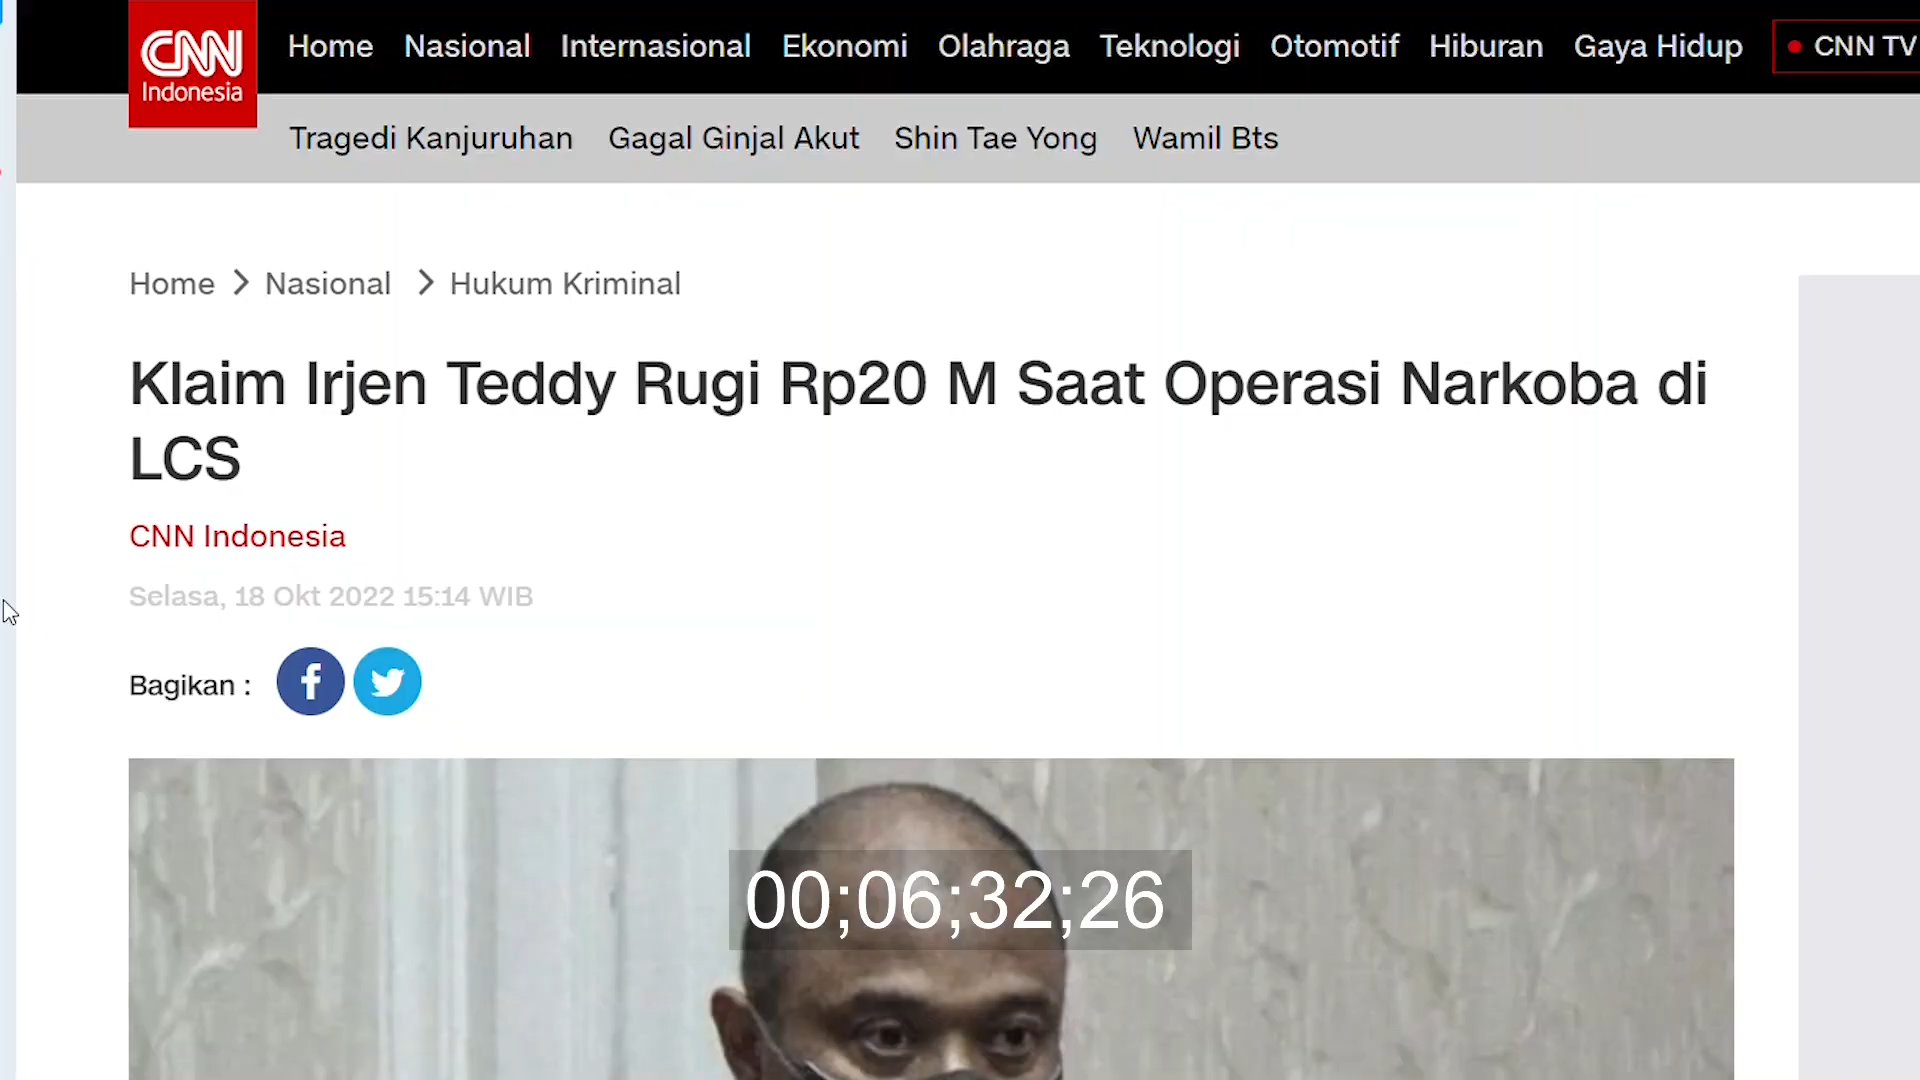 CNN
Indonesia
Home Nasional Internasional Ekonomi Olahraga Teknologi Otomotif Hiburan Gaya Hidup CNN TV
Tragedi Kanjuruhan Gagal Ginjal Akut Shin Tae Yong Wamil Bts
Home > Nasional > Hukum Kriminal
Klaim Irjen Teddy Rugi Rp20 M Saat Operasi Narkoba di
LCS
CNN Indonesia
Selasa, 18 Okt 2022 15:14 WIB
Bagikan :
00;06;32;26